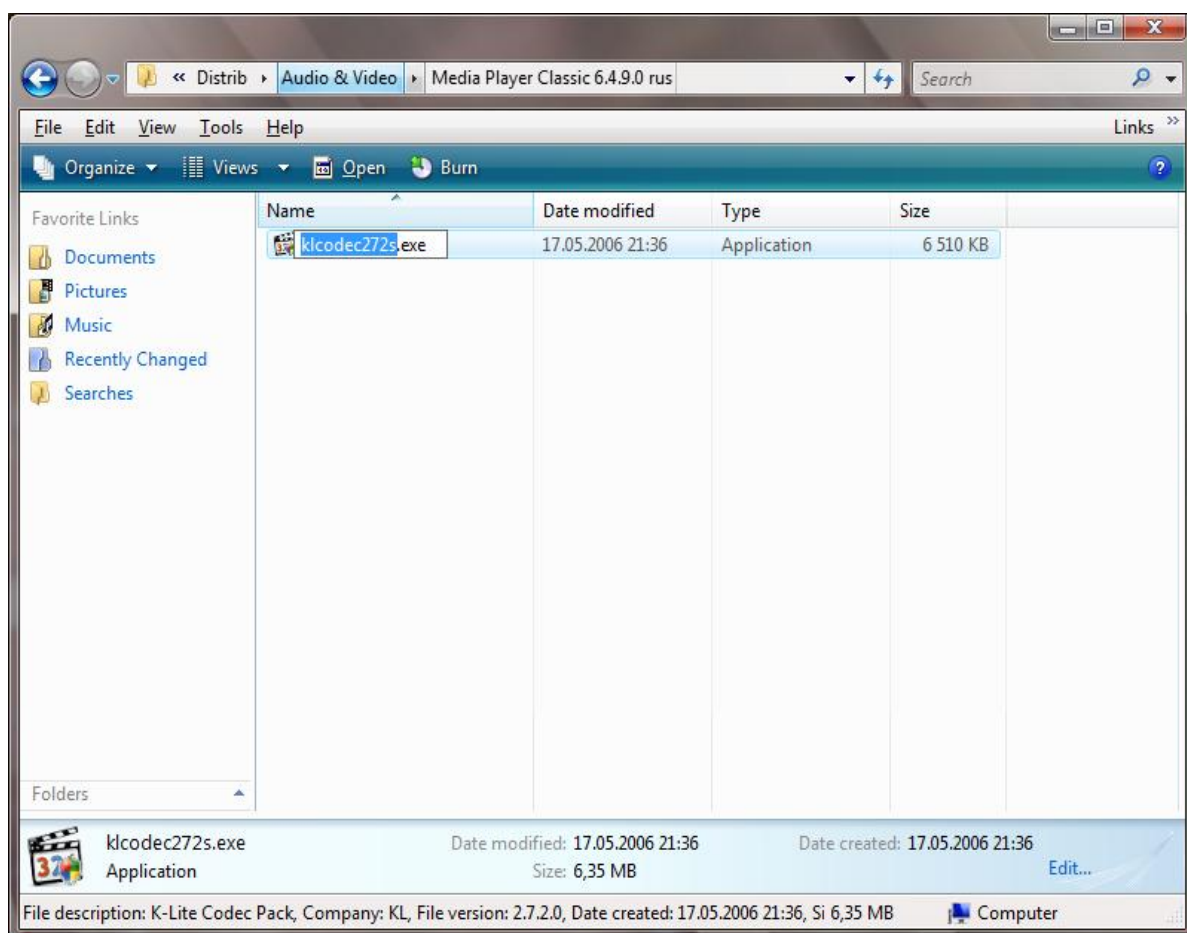 « Distrib ▸ Audio & Video ▸ Media Player Classic 6.4.9.0 rus Search
File Edit View Tools Help Links »
Organize Views Open Burn ?
Favorite Links
Documents
Pictures
Music
Recently Changed
Searches
Folders
Name Date modified Type Size
klcodec272s.exe 17.05.2006 21:36 Application 6 510 KB
klcodec272s.exe Date modified: 17.05.2006 21:36 Date created: 17.05.2006 21:36
Application Size: 6,35 MB Edit...
File description: K-Lite Codec Pack, Company: KL, File version: 2.7.2.0, Date created: 17.05.2006 21:36, Si 6,35 MB Computer